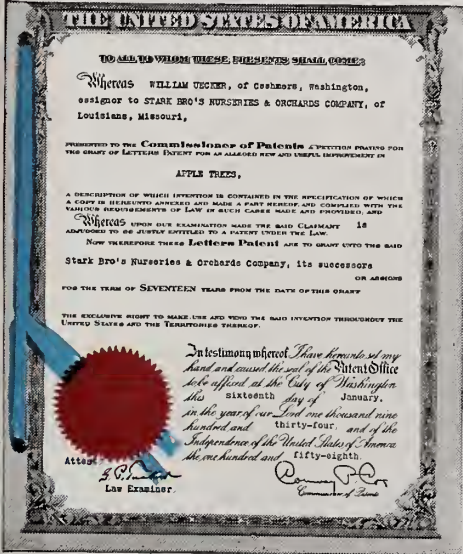 THE UNITED STATES OF AMERICA
TO ALL TO WHOM THESE PRESENTS SHALL COME:
Whereas WILLIAM UECKER, of Cashmere, Washington,
assignor to STARK BRO'S NURSERIES & ORCHARDS COMPANY, of
Louisiana, Missouri,
PRESENTED TO THE Commissioner of Patents A PETITION PRAYING FOR
THE GRANT OF LETTERS PATENT FOR AN ALLEGED NEW AND USEFUL IMPROVEMENT IN
APPLE TREES,
A DESCRIPTION OF WHICH INVENTION IS CONTAINED IN THE SPECIFICATION OF WHICH
A COPY IS HEREUNTO ANNEXED AND MADE A PART HEREOF, AND COMPLIED WITH THE
VARIOUS REQUIREMENTS OF LAW IN SUCH CASES MADE AND PROVIDED, AND
Whereas UPON DUE EXAMINATION MADE THE SAID CLAIMANT is
ADJUDGED TO BE JUSTLY ENTITLED TO A PATENT UNDER THE LAW.
NOW THEREFORE THESE Letters Patent ARE TO GRANT UNTO THE SAID
Stark Bro's Nurseries & Orchards Company, its successors
OR ASSIGNS
FOR THE TERM OF SEVENTEEN YEARS FROM THE DATE OF THIS GRANT
THE EXCLUSIVE RIGHT TO MAKE, USE AND VEND THE SAID INVENTION THROUGHOUT THE
UNITED STATES AND THE TERRITORIES THEREOF.
In testimony whereof I have hereunto set my
hand and caused the seal of the Patent Office
to be affixed at the City of Washington
this sixteenth day of January,
in the year of our Lord one thousand nine
hundred and thirty-four, and of the
Independence of the United States of America
the one hundred and fifty-eighth.
Attest
Law Examiner.
Commissioner of Patents